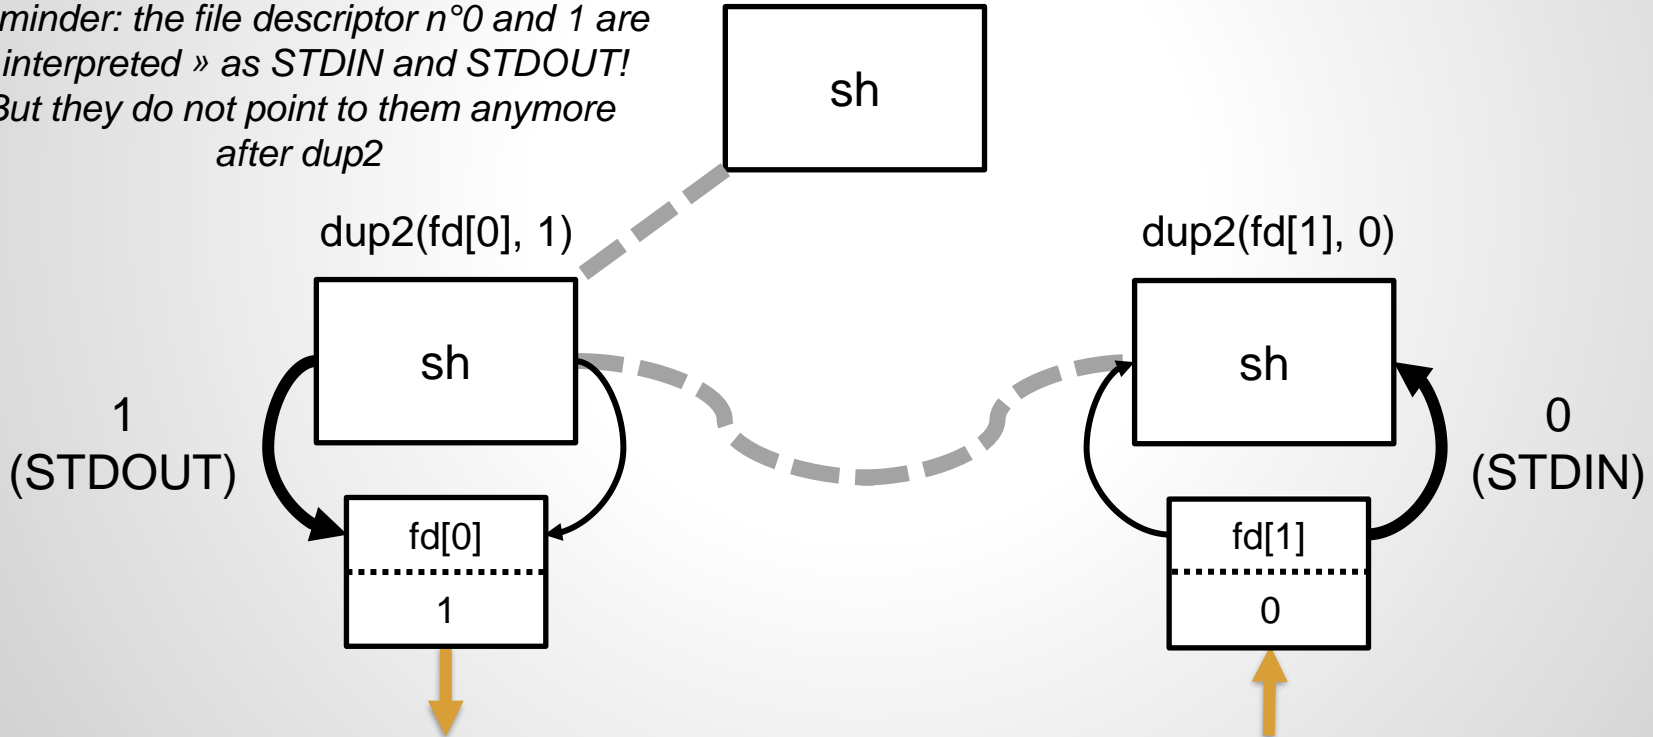 minder: the file descriptor n°0 and 1 are
interpreted » as STDIN and STDOUT!
But they do not point to them anymore
after dup2
sh
dup2(fd[0], 1)
dup2(fd[1], 0)
sh
sh
1
(STDOUT)
0
(STDIN)
fd[0]
1
fd[1]
0